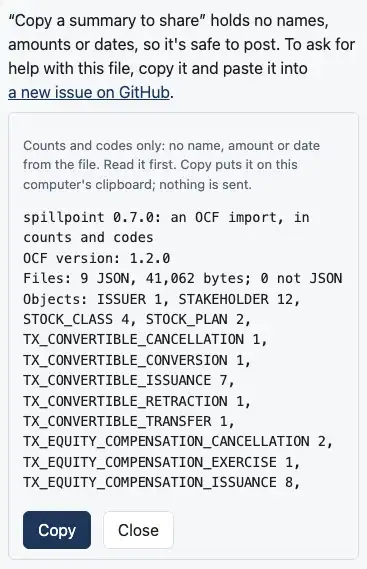 “Copy a summary to share” holds no names,
amounts or dates, so it's safe to post. To ask for
help with this file, copy it and paste it into
a new issue on GitHub.
Counts and codes only: no name, amount or date
from the file. Read it first. Copy puts it on this
computer's clipboard; nothing is sent.
spillpoint 0.7.0: an OCF import, in
counts and codes
OCF version: 1.2.0
Files: 9 JSON, 41,062 bytes; 0 not JSON
Objects: ISSUER 1, STAKEHOLDER 12,
STOCK_CLASS 4, STOCK_PLAN 2,
TX_CONVERTIBLE_CANCELLATION 1,
TX_CONVERTIBLE_CONVERSION 1,
TX_CONVERTIBLE_ISSUANCE 7,
TX_CONVERTIBLE_RETRACTION 1,
TX_CONVERTIBLE_TRANSFER 1,
TX_EQUITY_COMPENSATION_CANCELLATION 2,
TX_EQUITY_COMPENSATION_EXERCISE 1,
TX_EQUITY_COMPENSATION_ISSUANCE 8,
Copy Close